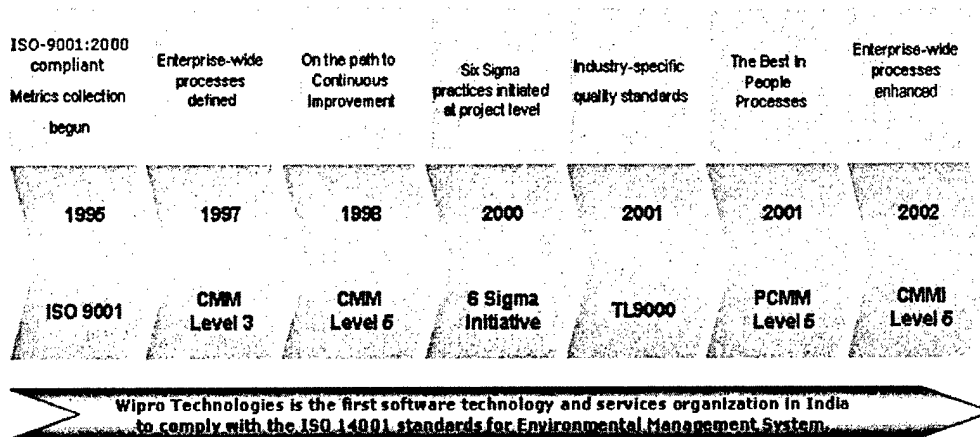 ISO-9001:2000
compliant
Metrics collection
begun
Enterprise-wide
processes
defined
On the path to
Continuous
Improvement
Six Sigma
practices initiated
at project level
Industry-specific
quality standards
The Best in
People
Processes
Enterprise-wide
processes
enhanced
1995
1997
1998
2000
2001
2001
2002
ISO 9001
CMM
Level 3
CMM
Level 5
6 Sigma
Initiative
TL9000
PCMM
Level 5
CMMI
Level 5
Wipro Technologies is the first software technology and services organization in India
to comply with the ISO 14001 standards for Environmental Management System.